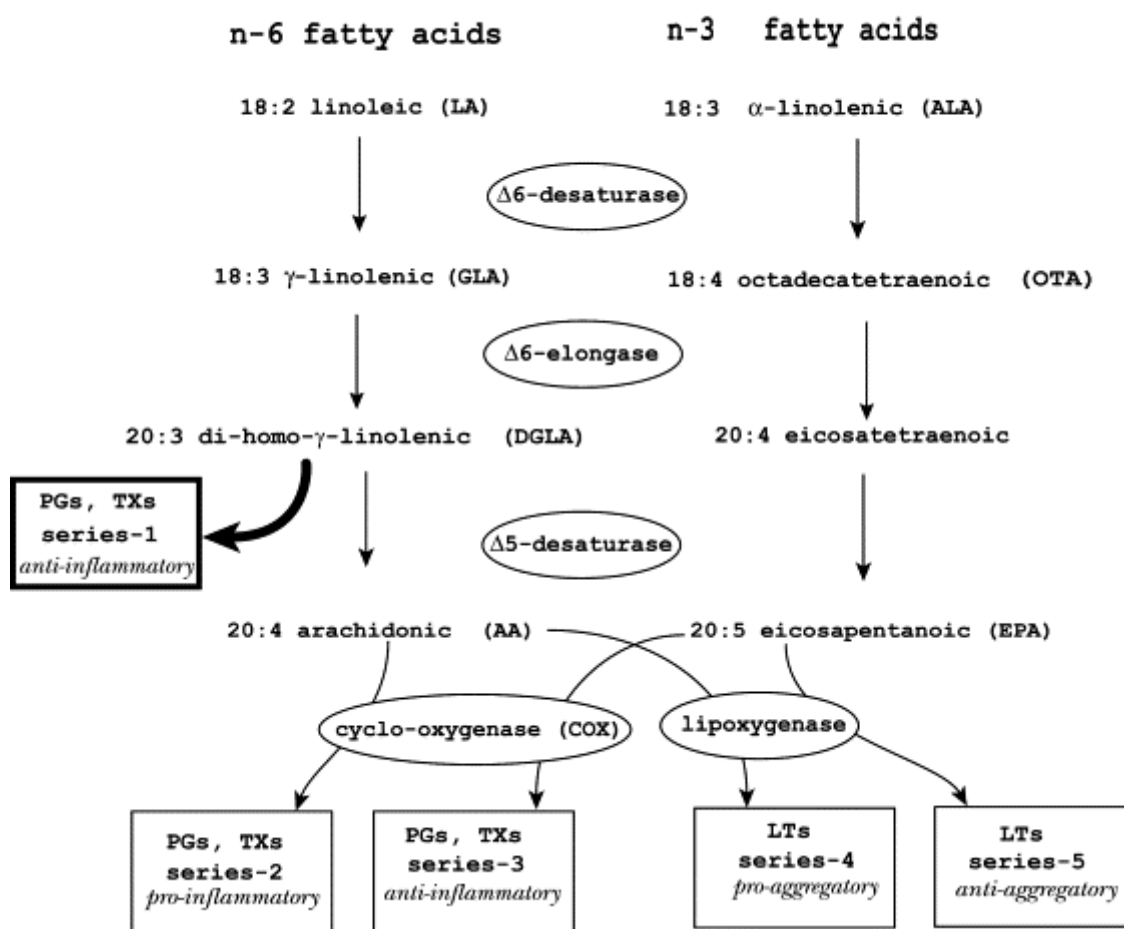 n-6 fatty acids
n-3 fatty acids
18:2 linoleic (LA)
18:3 α-linolenic (ALA)
Δ6-desaturase
18:3 γ-linolenic (GLA)
18:4 octadecatetraenoic (OTA)
Δ6-elongase
20:3 di-homo-γ-linolenic (DGLA)
20:4 eicosatetraenoic
PGs, TXs
series-1
anti-inflammatory
Δ5-desaturase
20:4 arachidonic (AA)
20:5 eicosapentanoic (EPA)
cyclo-oxygenase (COX)
lipoxygenase
PGs, TXs
series-2
pro-inflammatory
PGs, TXs
series-3
anti-inflammatory
LTs
series-4
pro-aggregatory
LTs
series-5
anti-aggregatory